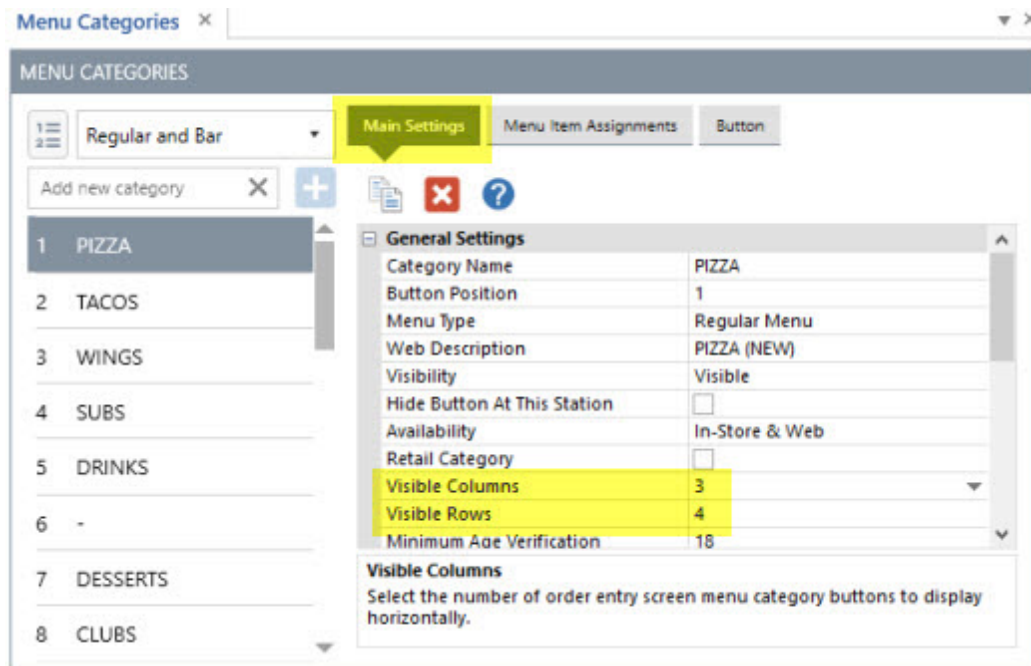 Menu Categories
MENU CATEGORIES
Regular and Bar
Main Settings
Menu Item Assignments
Button
Add new category
1 PIZZA
2 TACOS
3 WINGS
4 SUBS
5 DRINKS
6 -
7 DESSERTS
8 CLUBS
General Settings
Category Name PIZZA
Button Position 1
Menu Type Regular Menu
Web Description PIZZA (NEW)
Visibility Visible
Hide Button At This Station
Availability In-Store & Web
Retail Category
Visible Columns 3
Visible Rows 4
Minimum Age Verification 18
Visible Columns
Select the number of order entry screen menu category buttons to display
horizontally.